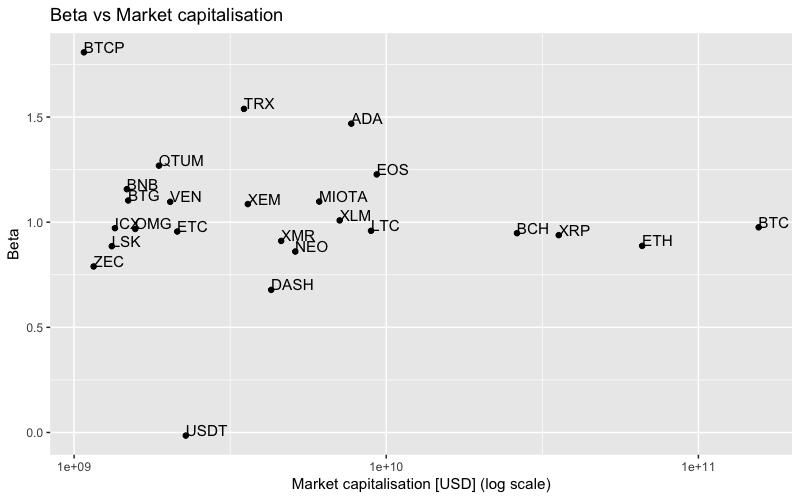 Beta vs Market capitalisation
BTCP
TRX
ADA
QTUM
EOS
BNB
BTG
VEN
XEM
MIOTA
XLM
ICX
OMG
ETC
LTC
BCH
XRP
BTC
LSK
XMR
NEO
ETH
ZEC
DASH
USDT
1.5
1.0
0.5
0.0
Beta
1e+09
1e+10
1e+11
Market capitalisation [USD] (log scale)